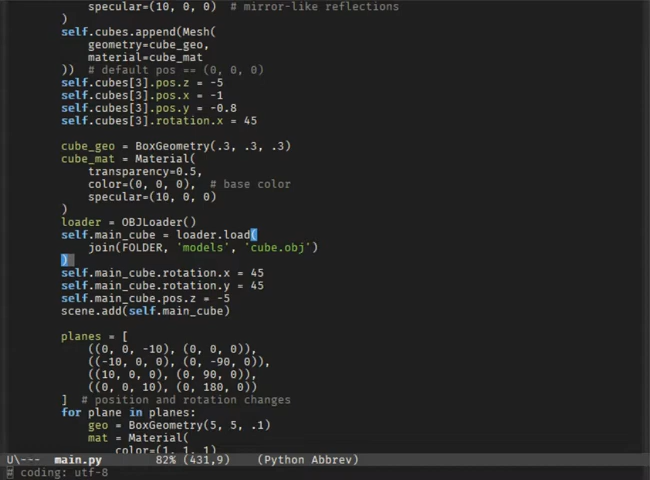 specular=(10, 0, 0)  # mirror-like reflections
)
self.cubes.append(Mesh(
geometry=cube_geo,
material=cube_mat
))  # default pos == (0, 0, 0)
self.cubes[3].pos.z = -5
self.cubes[3].pos.x = -1
self.cubes[3].pos.y = -0.8
self.cubes[3].rotation.x = 45
cube_geo = BoxGeometry(.3, .3, .3)
cube_mat = Material(
transparency=0.5,
color=(0, 0, 0),  # base color
specular=(10, 0, 0)
)
loader = OBJLoader()
self.main_cube = loader.load(
join(FOLDER, 'models', 'cube.obj')
)
self.main_cube.rotation.x = 45
self.main_cube.rotation.y = 45
self.main_cube.pos.z = -5
scene.add(self.main_cube)
planes = [
((0, 0, -10), (0, 0, 0)),
((-10, 0, 0), (0, -90, 0)),
((10, 0, 0), (0, 90, 0)),
((0, 0, 10), (0, 180, 0))
]  # position and rotation changes
for plane in planes:
geo = BoxGeometry(5, 5, .1)
mat = Material(
color=(1, 1, 1)
U\--- main.py 82% (431,9) (Python Abbrev)
# coding: utf-8